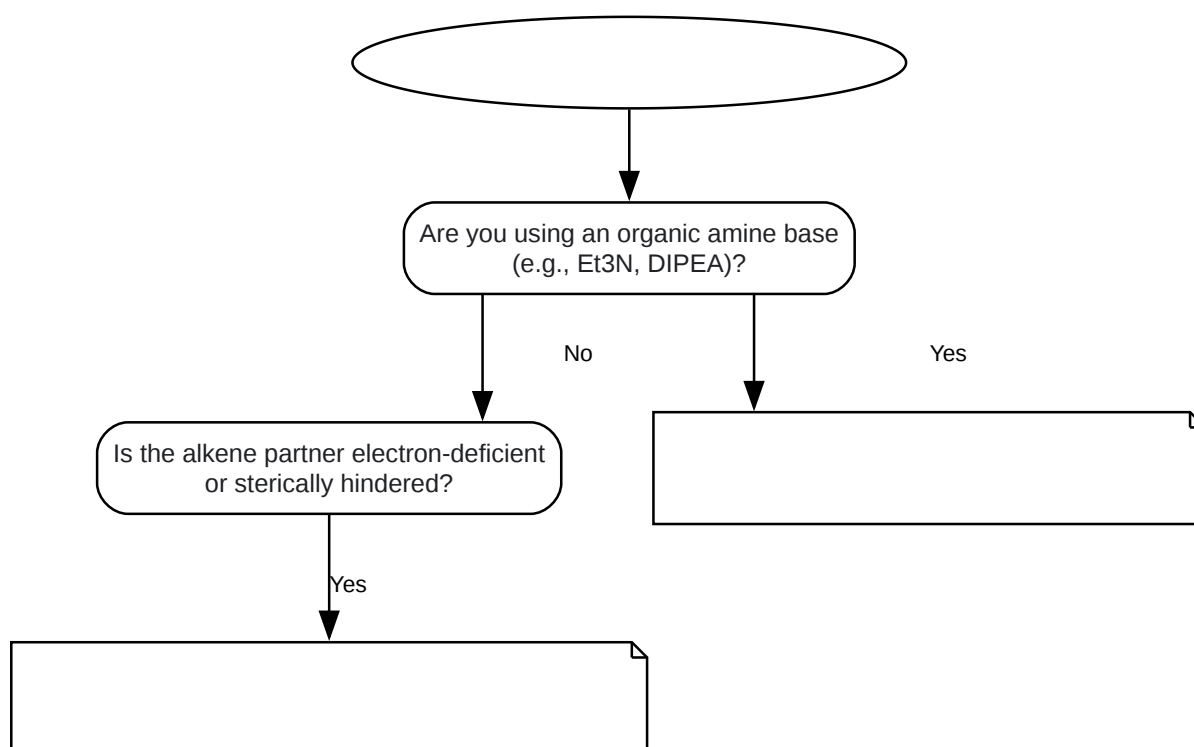 Are you using an organic amine base
(e.g., Et3N, DIPEA)?
No
Yes
Is the alkene partner electron-deficient
or sterically hindered?
Yes